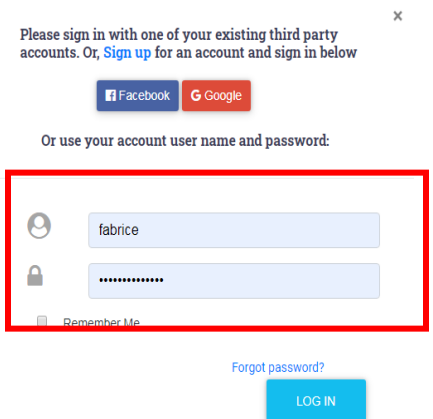 ×
Please sign in with one of your existing third party
accounts. Or, Sign up for an account and sign in below
Facebook G Google
Or use your account user name and password:
fabrice
••••••••••••••
Remember Me
Forgot password?
LOG IN